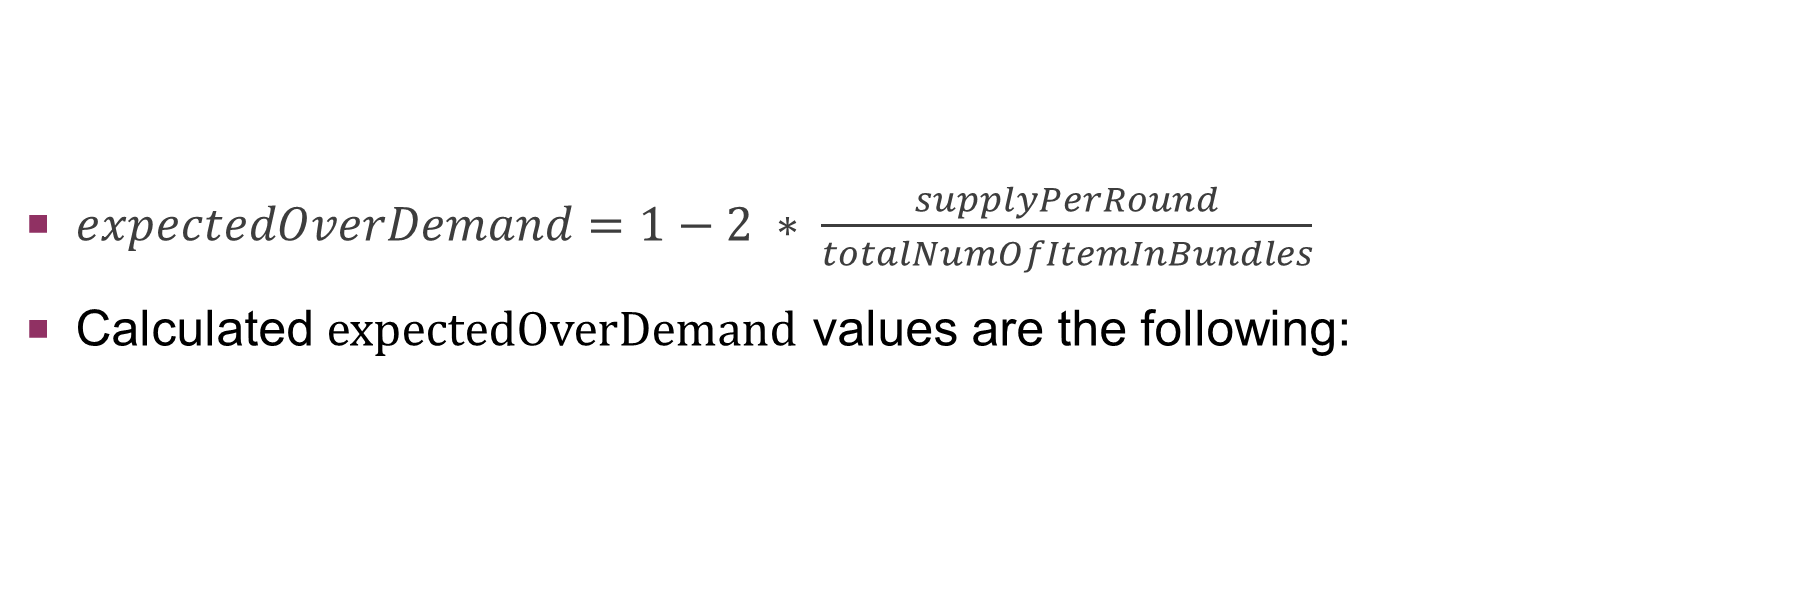 ▪ expectedOverDemand = 1 − 2 ∗ supplyPerRound / totalNumOfItemInBundles
▪ Calculated expectedOverDemand values are the following: